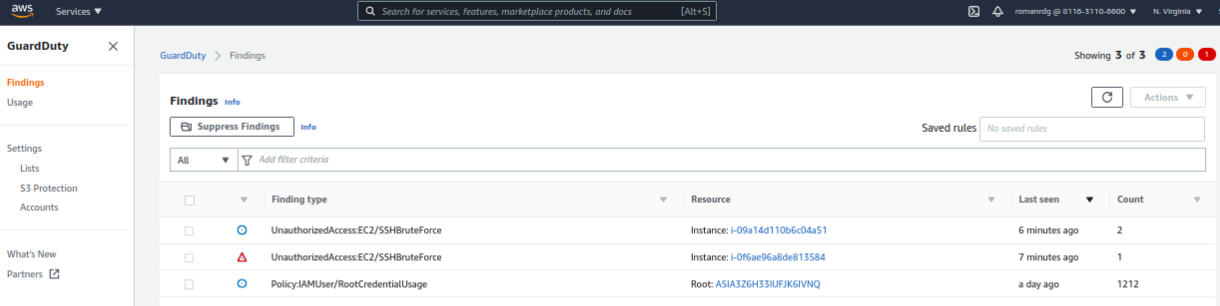 aws Services Search for services, features, marketplace products, and docs [Alt+S] romanrdg @ 8116-3110-6600 N. Virginia
GuardDuty
GuardDuty Findings Showing 3 of 3 2 0 1
Findings
Usage
Settings
Lists
S3 Protection
Accounts
What's New
Partners
Findings Info Actions
Suppress Findings Info Saved rules No saved rules
All Add filter criteria
Finding type Resource Last seen Count
UnauthorizedAccess:EC2/SSHBruteForce Instance: i-09a14d110b6c04a51 6 minutes ago 2
UnauthorizedAccess:EC2/SSHBruteForce Instance: i-0f6ae96a8de813584 7 minutes ago 1
Policy:IAMUser/RootCredentialUsage Root: ASIA3Z6H33IUFJK6IVNQ a day ago 1212